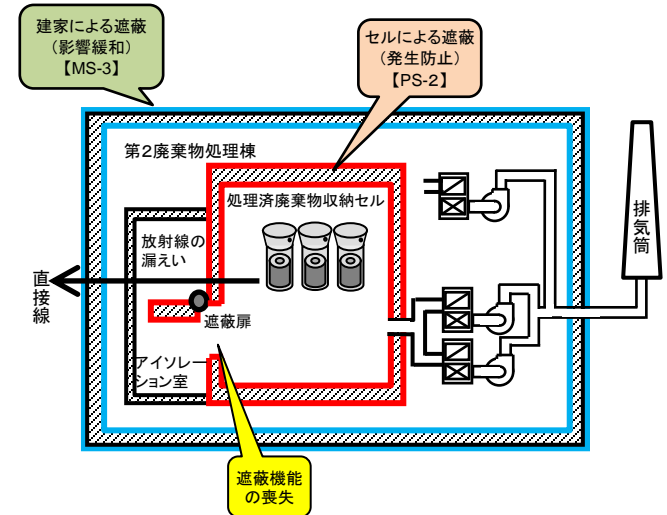 建家による遮蔽
（影響緩和）
【MS-3】
セルによる遮蔽
（発生防止）
【PS-2】
第2廃棄物処理棟
処理済廃棄物収納セル
放射線の
漏えい
直接線
遮蔽扉
アイソレー
ション室
排気筒
遮蔽機能
の喪失